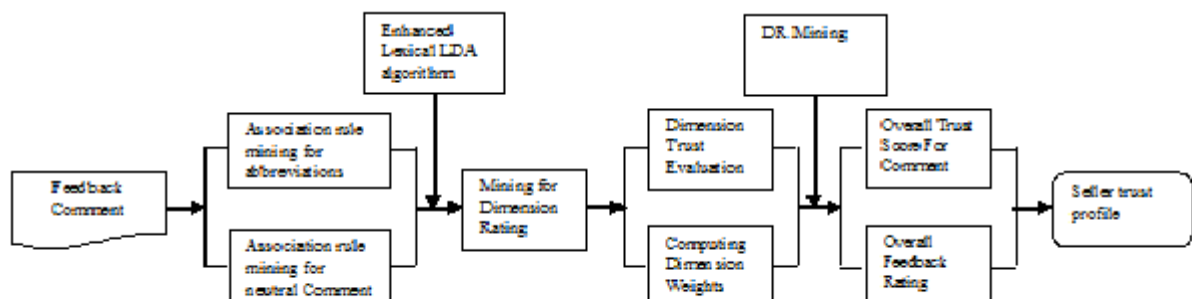 Enhanced
Lexical LDA
algorithm
DR Mining
Association rule
mining for
abbreviations
Dimension
Trust
Evaluation
Overall Trust
Score For
Comment
Feedback
Comment
Mining for
Dimension
Rating
Seller trust
profile
Association rule
mining for
neutral Comment
Computing
Dimension
Weights
Overall
Feedback
Rating